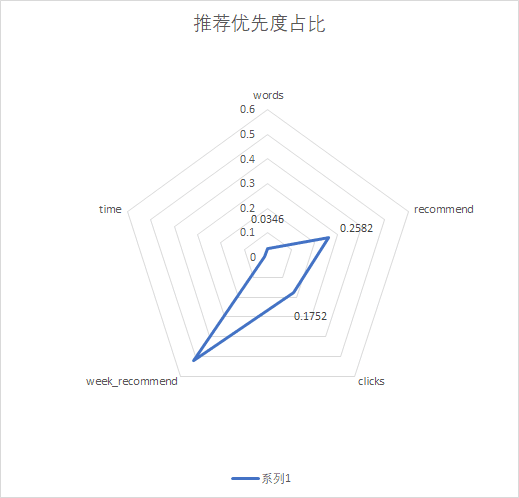 推荐优先度占比
words
0.6
0.5
0.4
0.3
0.2
0.1
0
0.0346
0.2582
0.1752
time
recommend
week_recommend
clicks
系列1